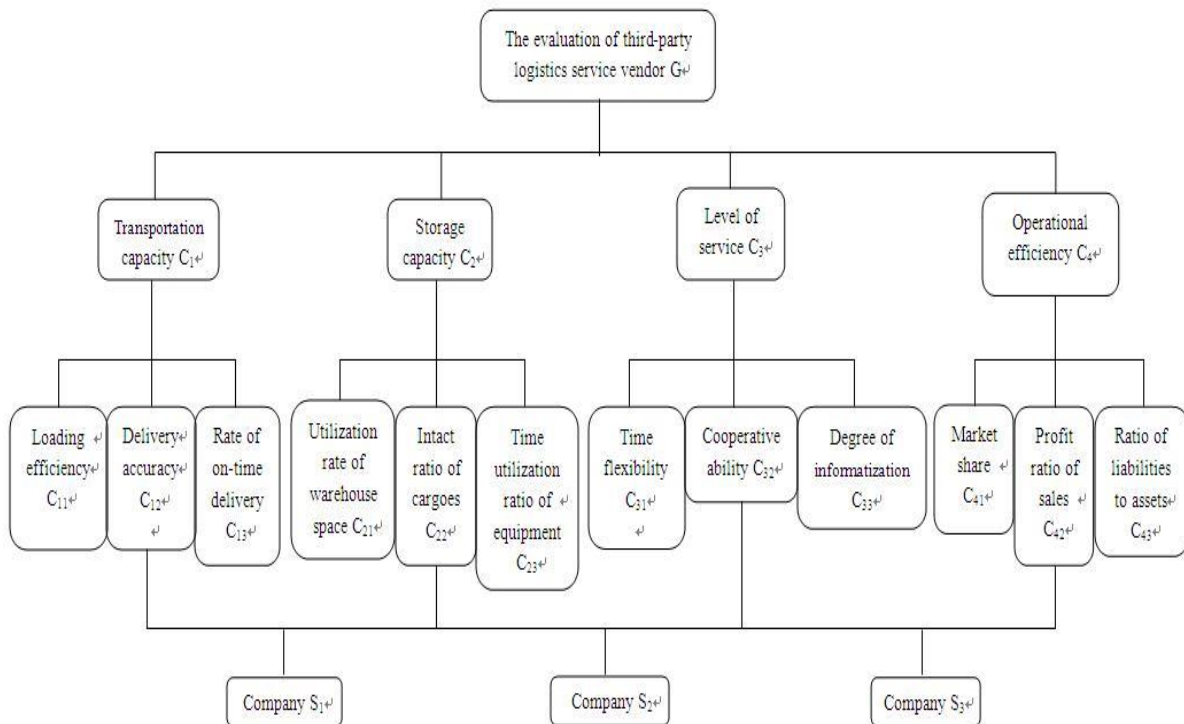 The evaluation of third-party
logistics service vendor G↵
Transportation
capacity C₁↵
Storage
capacity C₂↵
Level of
service C₃↵
Operational
efficiency C₄↵
Loading ↵
efficiency↵
C₁₁↵
Delivery↵
accuracy↵
C₁₂↵
↵
Rate of
on-time
delivery
C₁₃↵
Utilization
rate of
warehouse
space C₂₁↵
Intact
ratio of
cargoes
C₂₂↵
Time
utilization
ratio of ↵
equipment↵
C₂₃↵
Time
flexibility↵
C₃₁↵
↵
Cooperative
ability C₃₂↵
Degree of
informatization
C₃₃↵
Market
share ↵
C₄₁↵
Profit
ratio of
sales ↵
C₄₂↵
Ratio of
liabilities
to assets↵
C₄₃↵
Company S₁↵
Company S₂↵
Company S₃↵